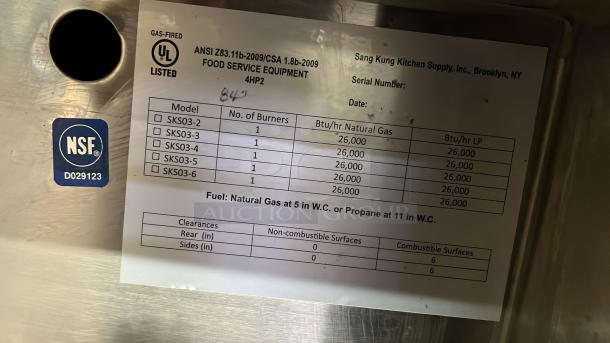 GAS-FIRED
UL
LISTED
ANSI Z83.11b-2009/CSA 1.8b-2009
FOOD SERVICE EQUIPMENT
4HP2
Sang Kung Kitchen Supply, Inc., Brooklyn, NY
Serial Number:
Date:
84"
Model No. of Burners Btu/hr Natural Gas Btu/hr LP
SKS03-2 1 26,000 26,000
SKS03-3 1 26,000 26,000
SKS03-4 1 26,000 26,000
SKS03-5 1 26,000 26,000
SKS03-6 1 26,000 26,000
Fuel: Natural Gas at 5 in W.C. or Propane at 11 in W.C.
AUCTION GROUP
Clearances Non-combustible Surfaces Combustible Surfaces
Rear (in) 0 6
Sides (in) 0 6
NSF
D029123